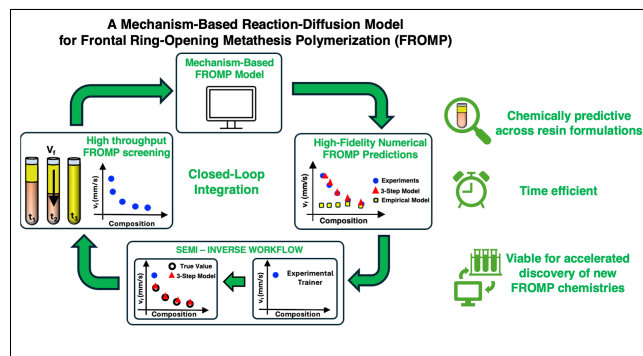 A Mechanism-Based Reaction-Diffusion Model
for Frontal Ring-Opening Metathesis Polymerization (FROMP)
Mechanism-Based
FROMP Model
High throughput
FROMP screening
Vf
t1 t2 t3
vf (mm/s)
Composition
Closed-Loop
Integration
High-Fidelity Numerical
FROMP Predictions
Experiments
3-Step Model
Empirical Model
vf (mm/s)
Composition
SEMI – INVERSE WORKFLOW
True Value
3-Step Model
vf (mm/s)
Composition
Experimental
Trainer
vf (mm/s)
Composition
Chemically predictive
across resin formulations
Time efficient
Viable for accelerated
discovery of new
FROMP chemistries